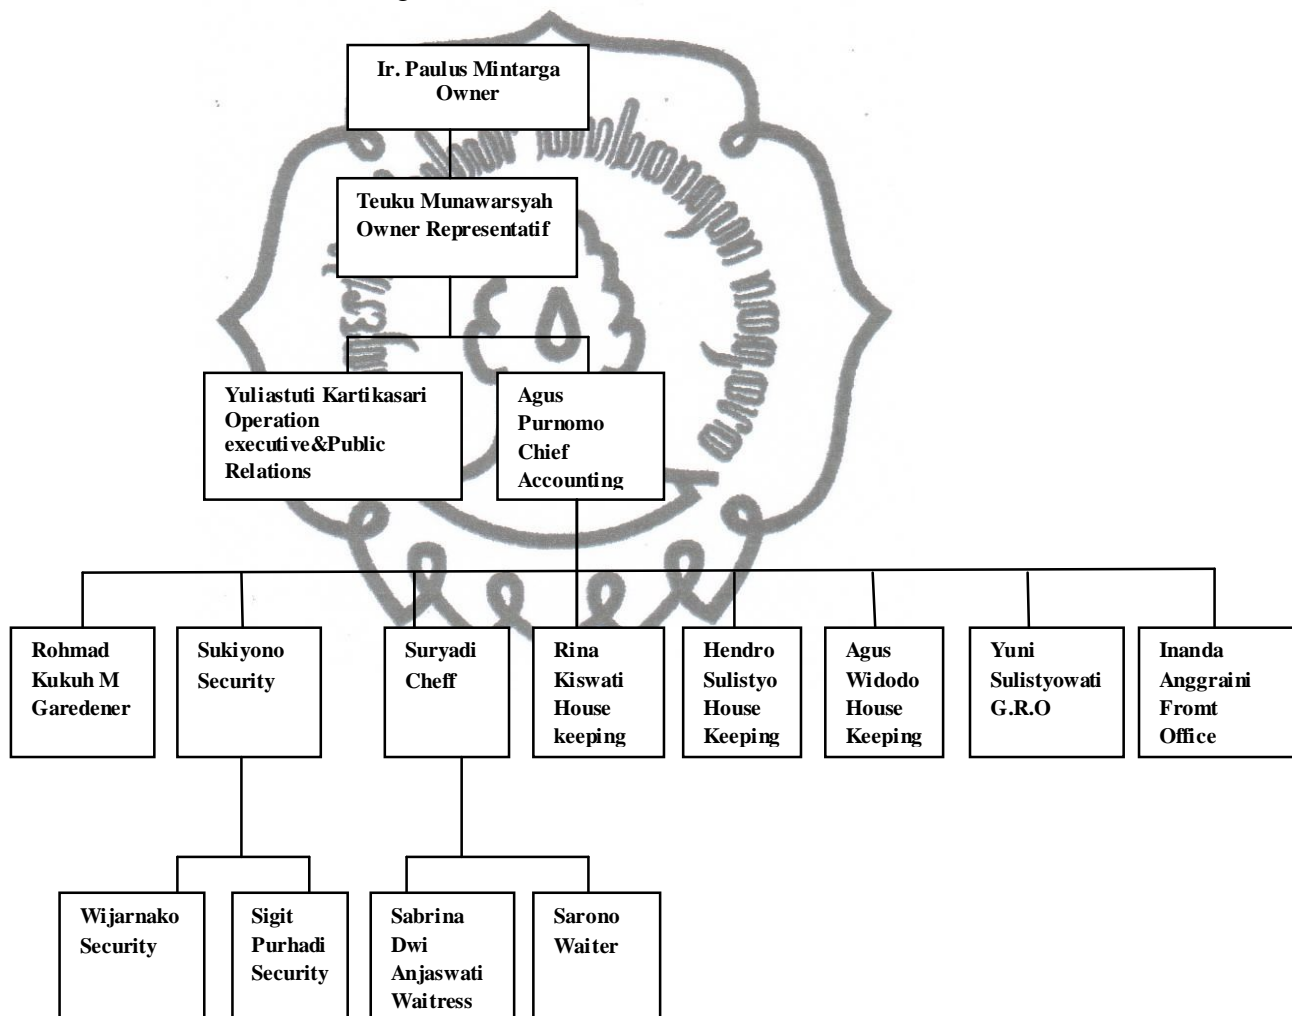 Ir. Paulus Mintarga
Owner
Teuku Munawarsyah
Owner Representatif
Yuliastuti Kartikasari
Operation
executive&Public
Relations
Agus
Purnomo
Chief
Accounting
Rohmad
Kukuh M
Garedener
Sukiyono
Security
Suryadi
Cheff
Rina
Kiswati
House
keeping
Hendro
Sulistyo
House
Keeping
Agus
Widodo
House
Keeping
Yuni
Sulistyowati
G.R.O
Inanda
Anggraini
Fromt
Office
Wijarnako
Security
Sigit
Purhadi
Security
Sabrina
Dwi
Anjaswati
Waitress
Sarono
Waiter